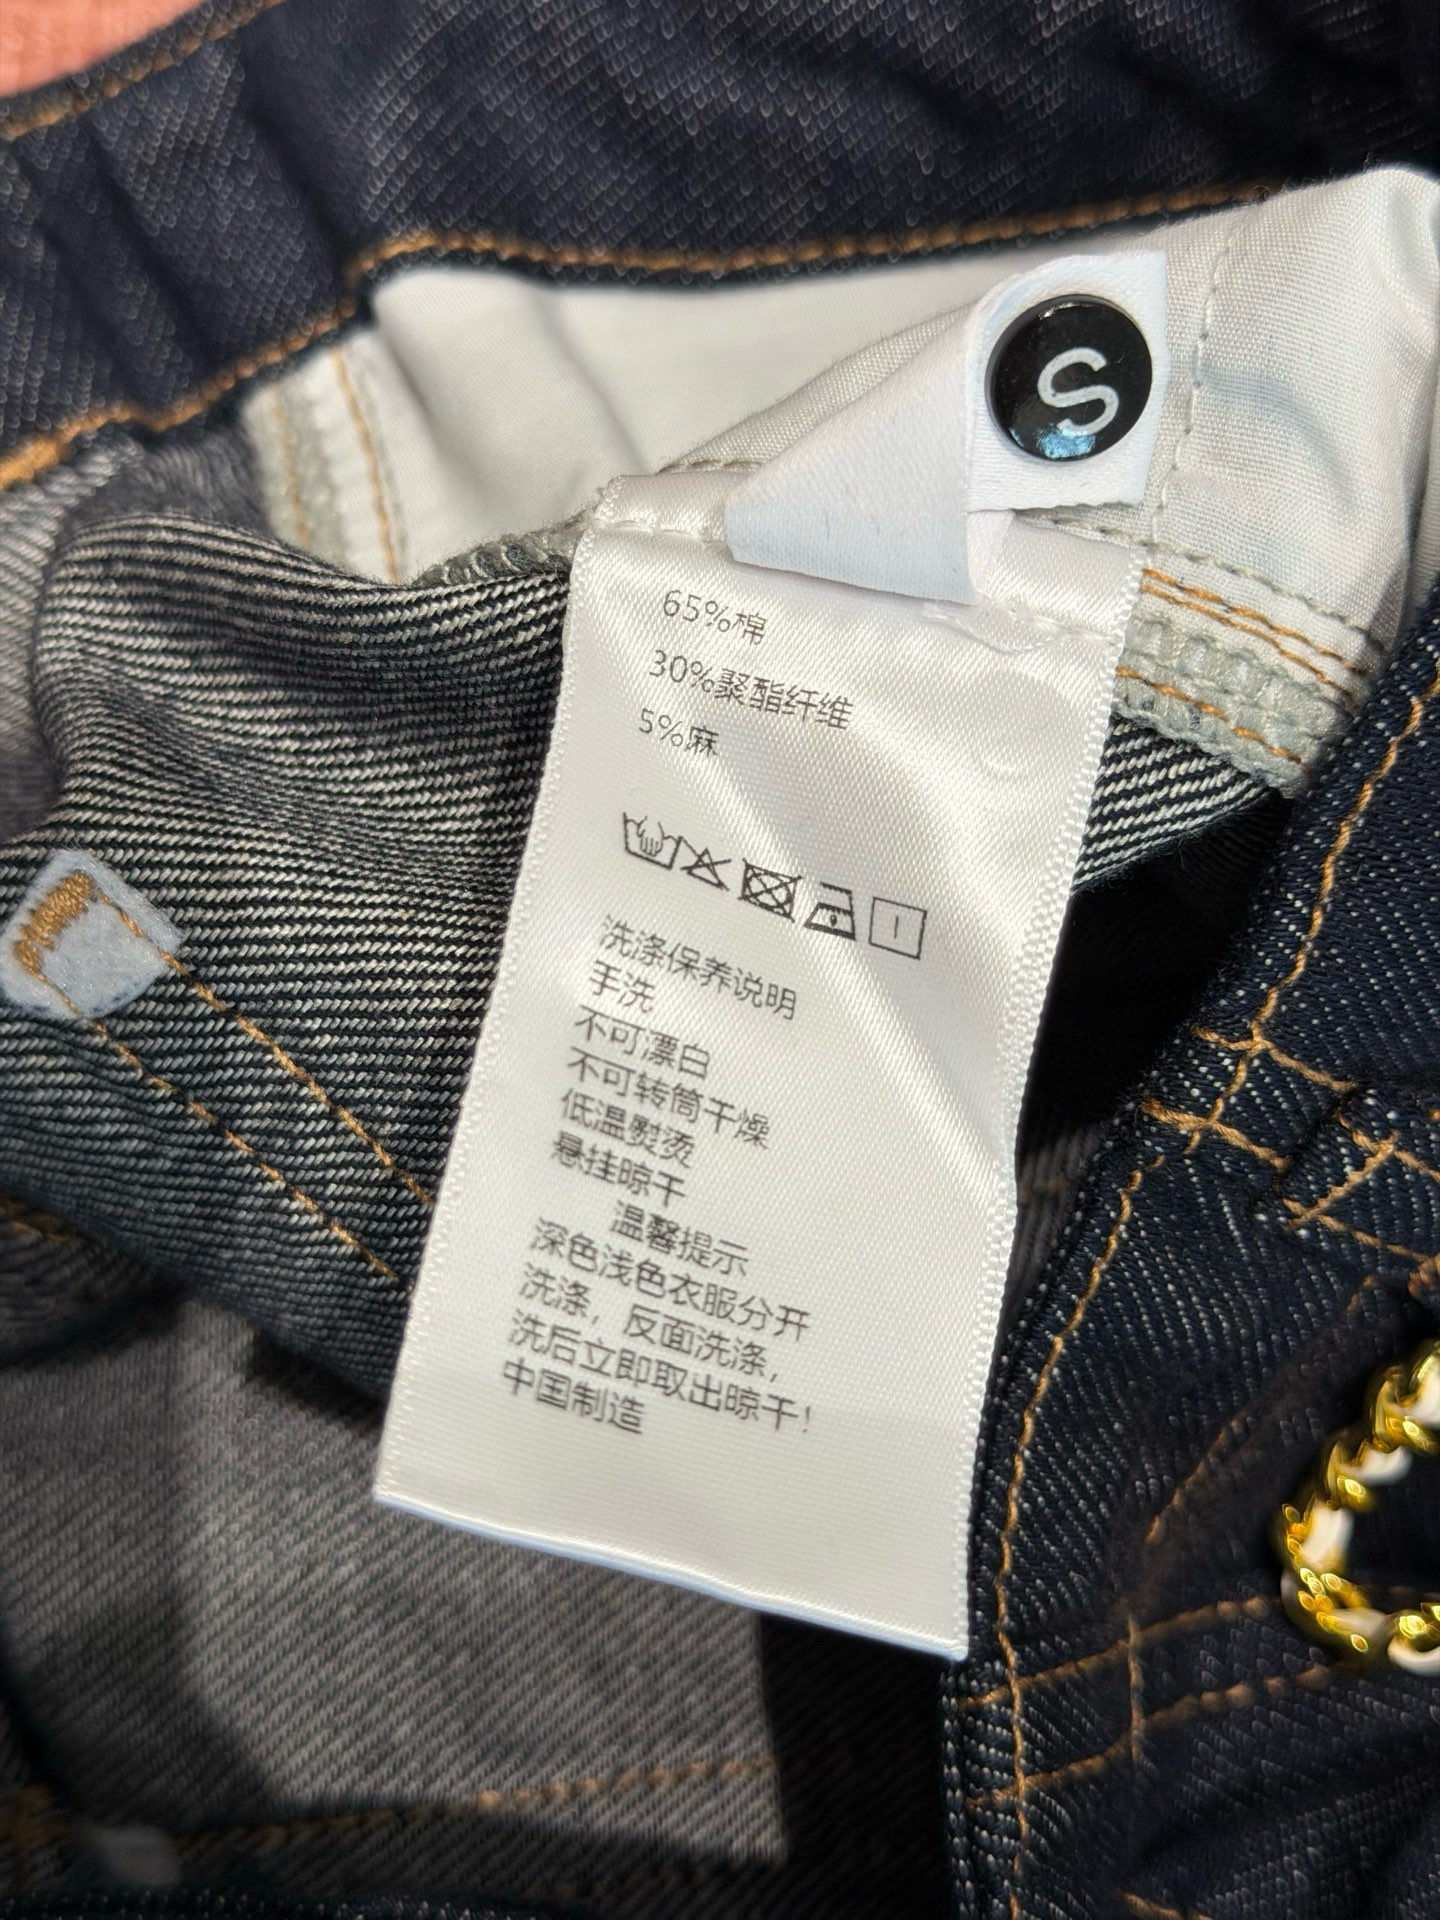 S
65%棉
30%聚酯纤维
5%麻
洗涤保养说明
手洗
不可漂白
不可转筒干燥
低温熨烫
悬挂晾干
温馨提示
深色浅色衣服分开
洗涤，反面洗涤，
洗后立即取出晾干！
中国制造